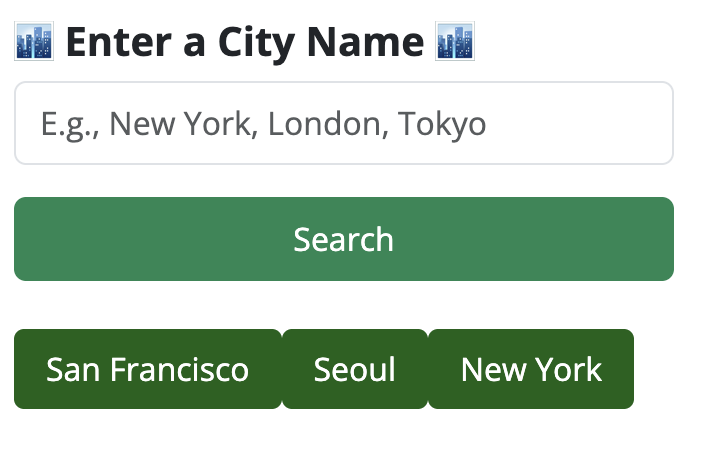 Enter a City Name
E.g., New York, London, Tokyo
Search
San Francisco Seoul New York